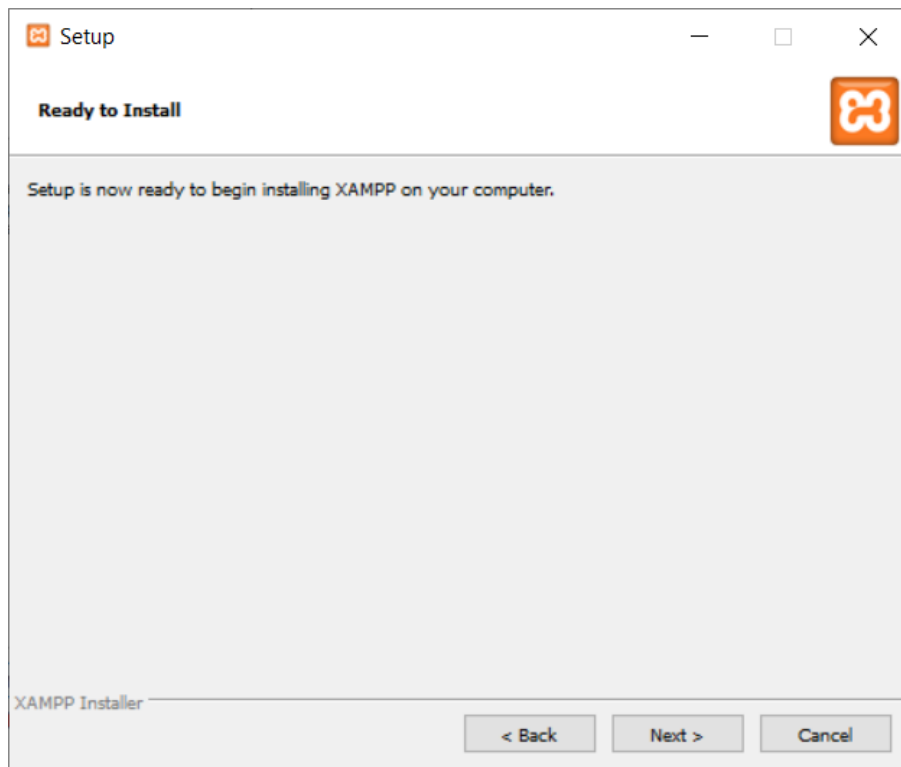 Setup
Ready to Install
Setup is now ready to begin installing XAMPP on your computer.
XAMPP Installer
< Back
Next >
Cancel